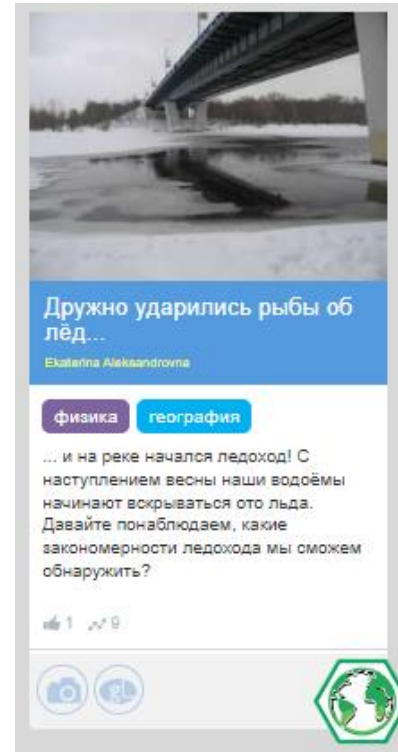 Дружно ударились рыбы об
лёд...
Ekaterina Aleksandrovna
физика география
... и на реке начался ледоход! С
наступлением весны наши водоёмы
начинают вскрываться ото льда.
Давайте понаблюдаем, какие
закономерности ледохода мы сможем
обнаружить?
1 9